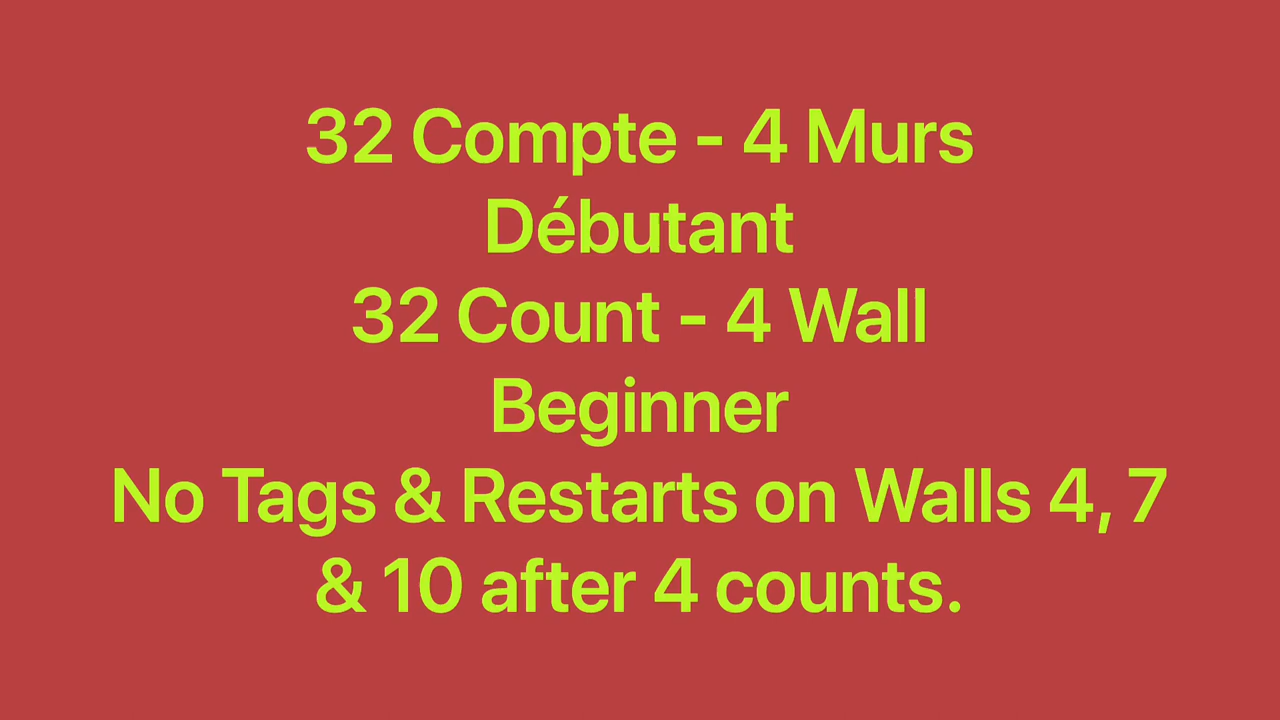 32 Compte - 4 Murs
Débutant
32 Count - 4 Wall
Beginner
No Tags & Restarts on Walls 4, 7
& 10 after 4 counts.